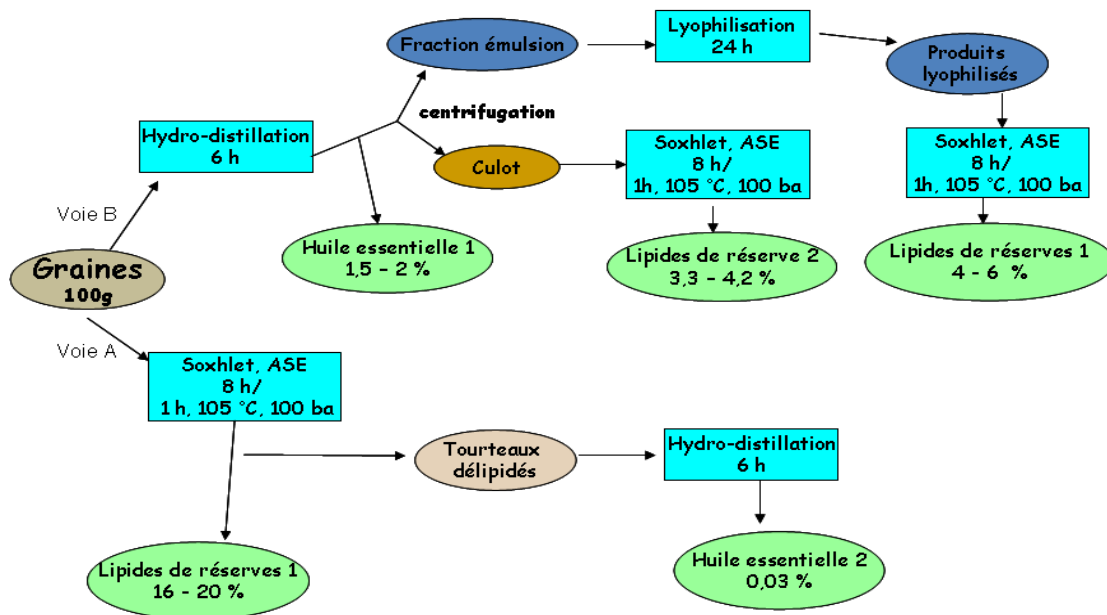 Fraction émulsion
Lyophilisation
24 h
Produits
lyophilisés
centrifugation
Hydro-distillation
6 h
Culot
Soxhlet, ASE
8 h/
1h, 105 °C, 100 ba
Soxhlet, ASE
8 h/
1h, 105 °C, 100 ba
Voie B
Huile essentielle 1
1,5 – 2 %
Lipides de réserve 2
3,3 – 4,2 %
Lipides de réserves 1
4 – 6 %
Graines
100g
Voie A
Soxhlet, ASE
8 h/
1 h, 105 °C, 100 ba
Tourteaux
délipidés
Hydro-distillation
6 h
Lipides de réserves 1
16 – 20 %
Huile essentielle 2
0,03 %